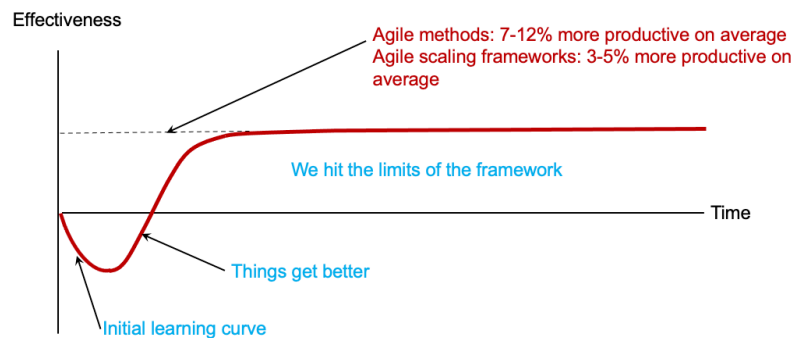 Effectiveness
Agile methods: 7-12% more productive on average
Agile scaling frameworks: 3-5% more productive on
average
We hit the limits of the framework
Time
Things get better
Initial learning curve